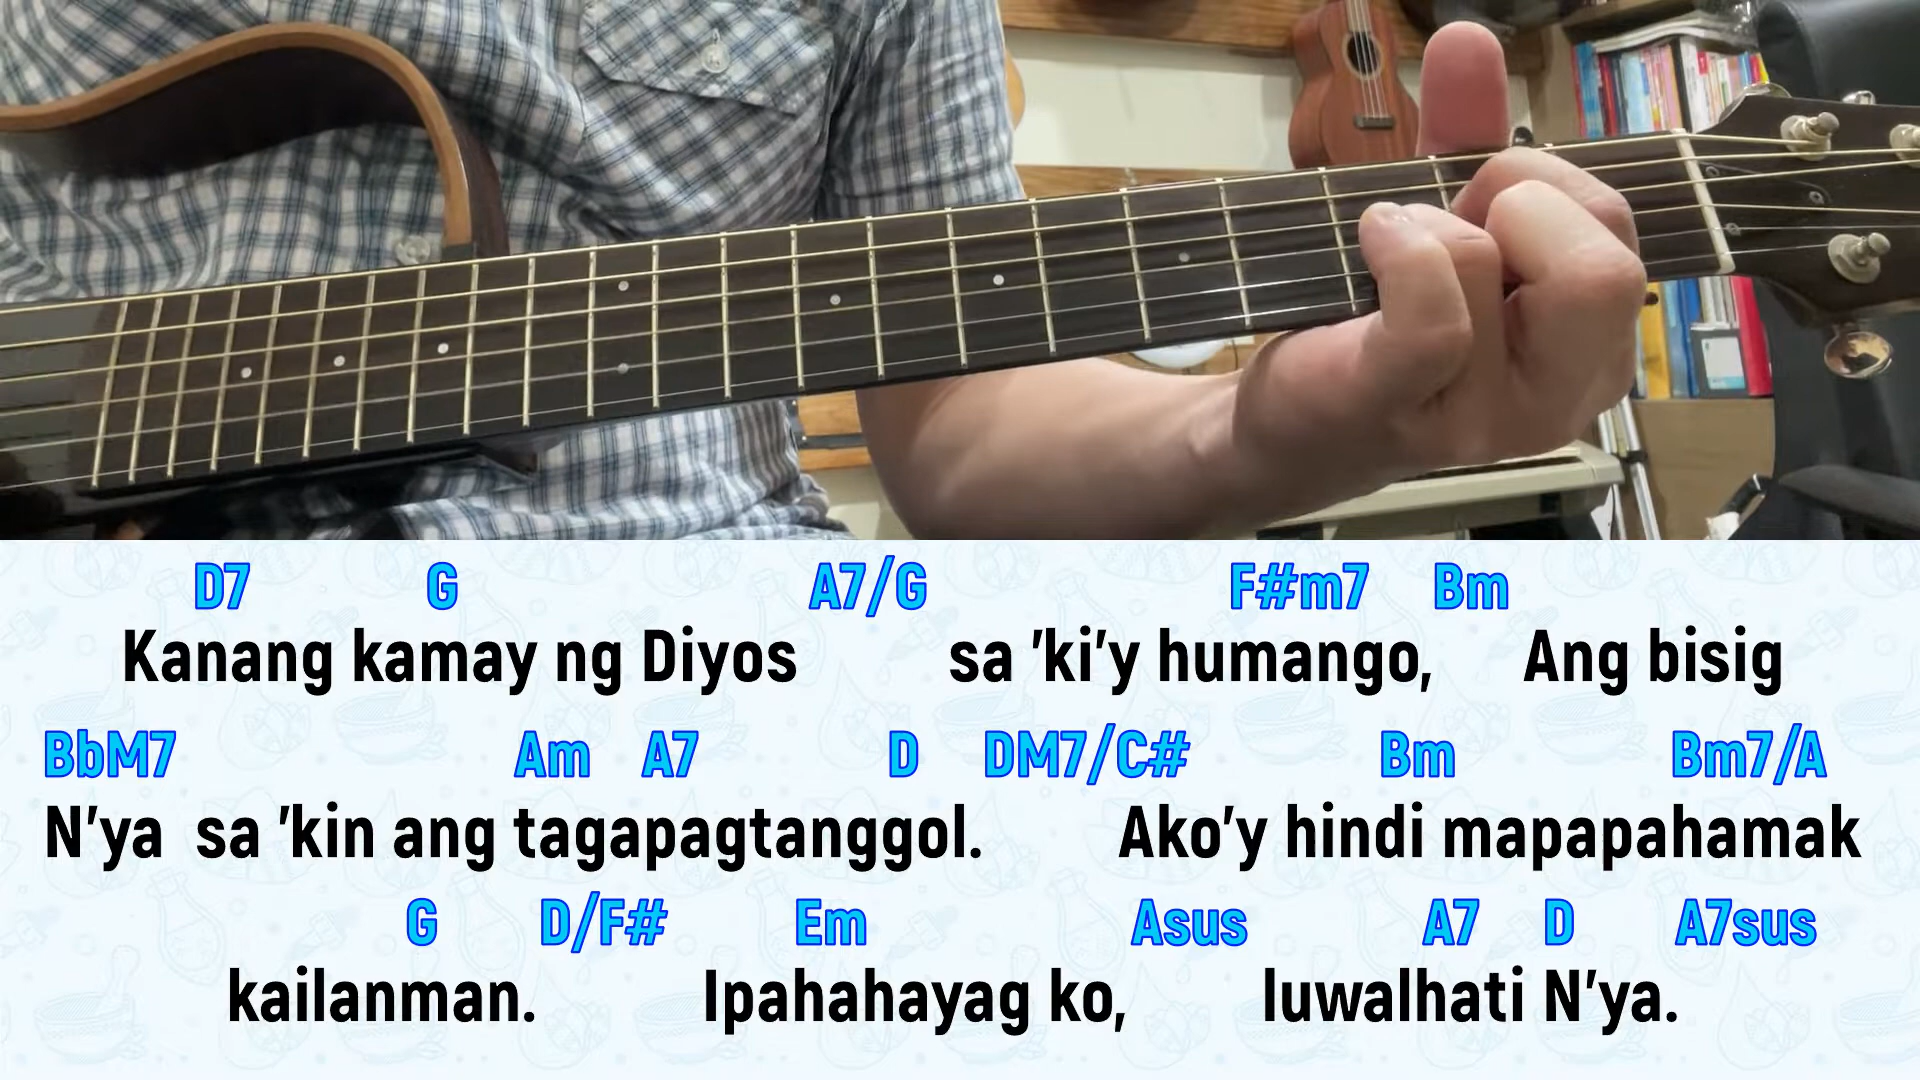 D7 G A7/G F#m7 Bm
Kanang kamay ng Diyos sa 'ki'y humango, Ang bisig
BbM7 Am A7 D DM7/C# Bm Bm7/A
N'ya sa 'kin ang tagapagtanggol. Ako'y hindi mapapahamak
G D/F# Em Asus A7 D A7sus
kailanman. Ipahahayag ko, luwalhati N'ya.